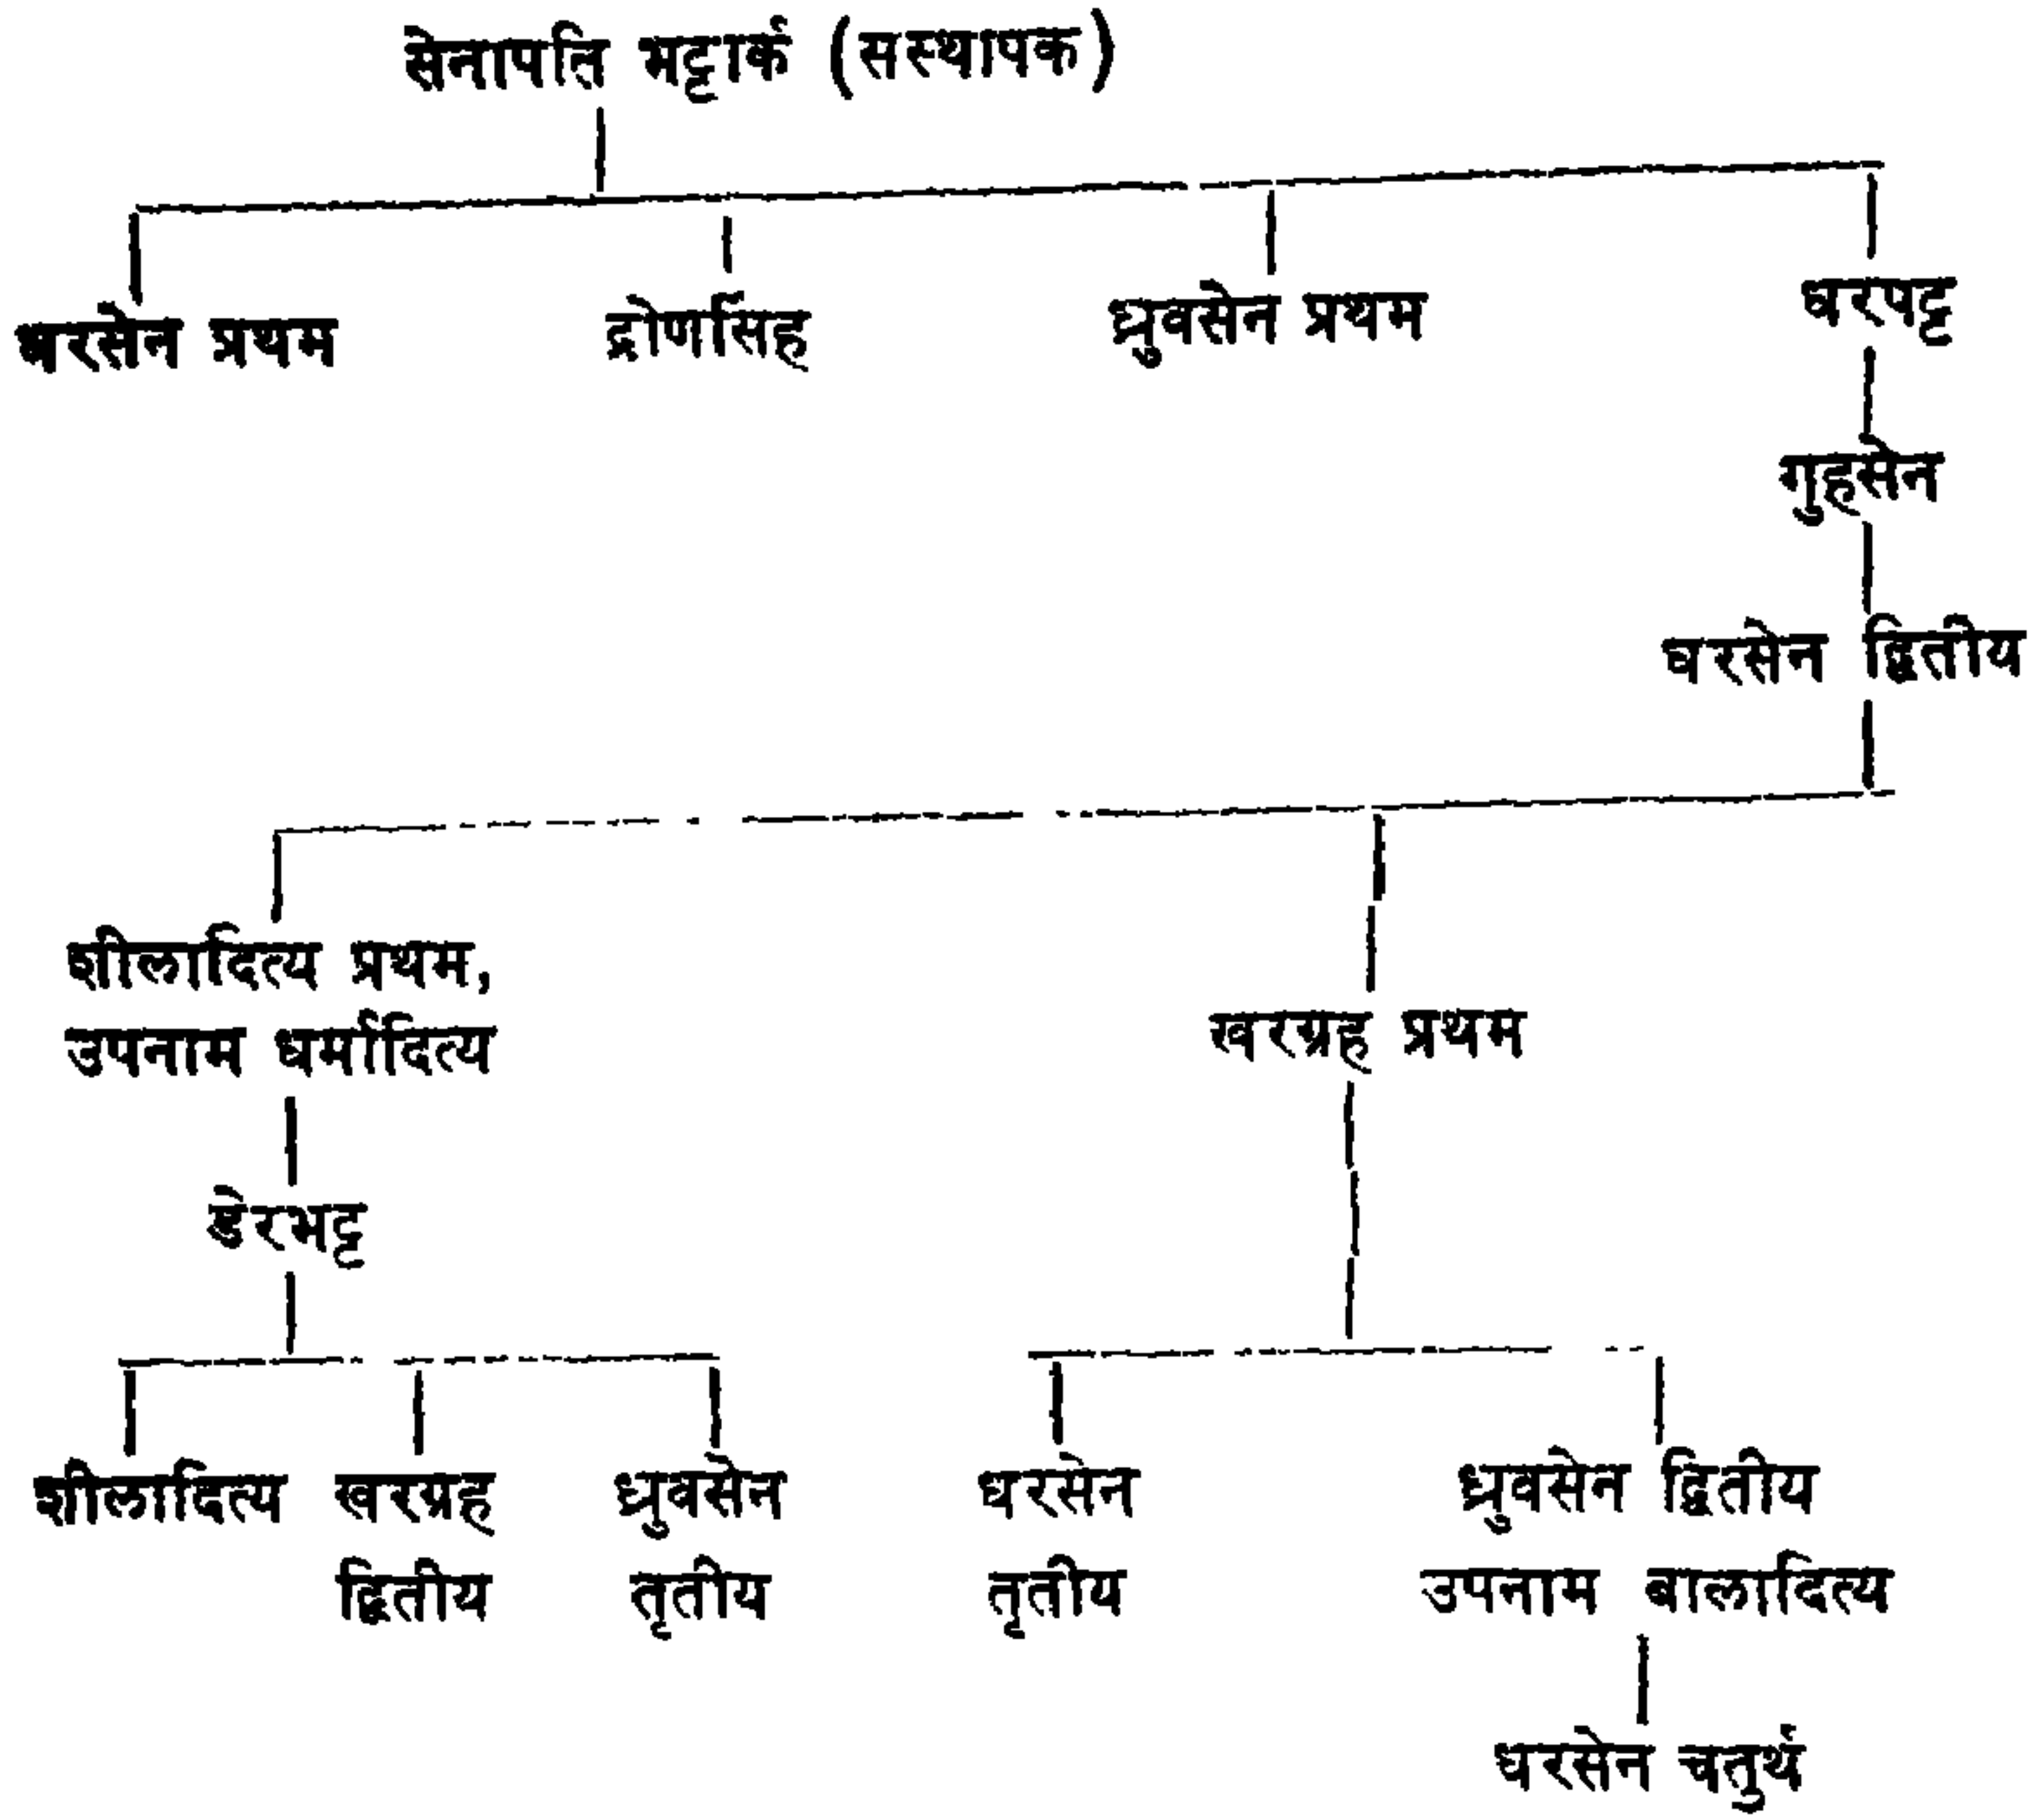 सेनापति भट्टार्क (सस्थापक)
धरसेन प्रथम
द्रोणसिंह
ध्रुवसेन प्रथम
धरपट्ट
गुहसेन
धरसेन द्वितीय
शीलादित्य प्रथम,
उपनाम धर्मादित्य
खरग्रह प्रथम
डेरभट्ट
शीलादित्य
खरग्रह
द्वितीय
ध्रुवसेन
तृतीय
धरसेन
तृतीय
ध्रुवसेन द्वितीय
उपनाम बालादित्य
धरसेन चतुर्थ